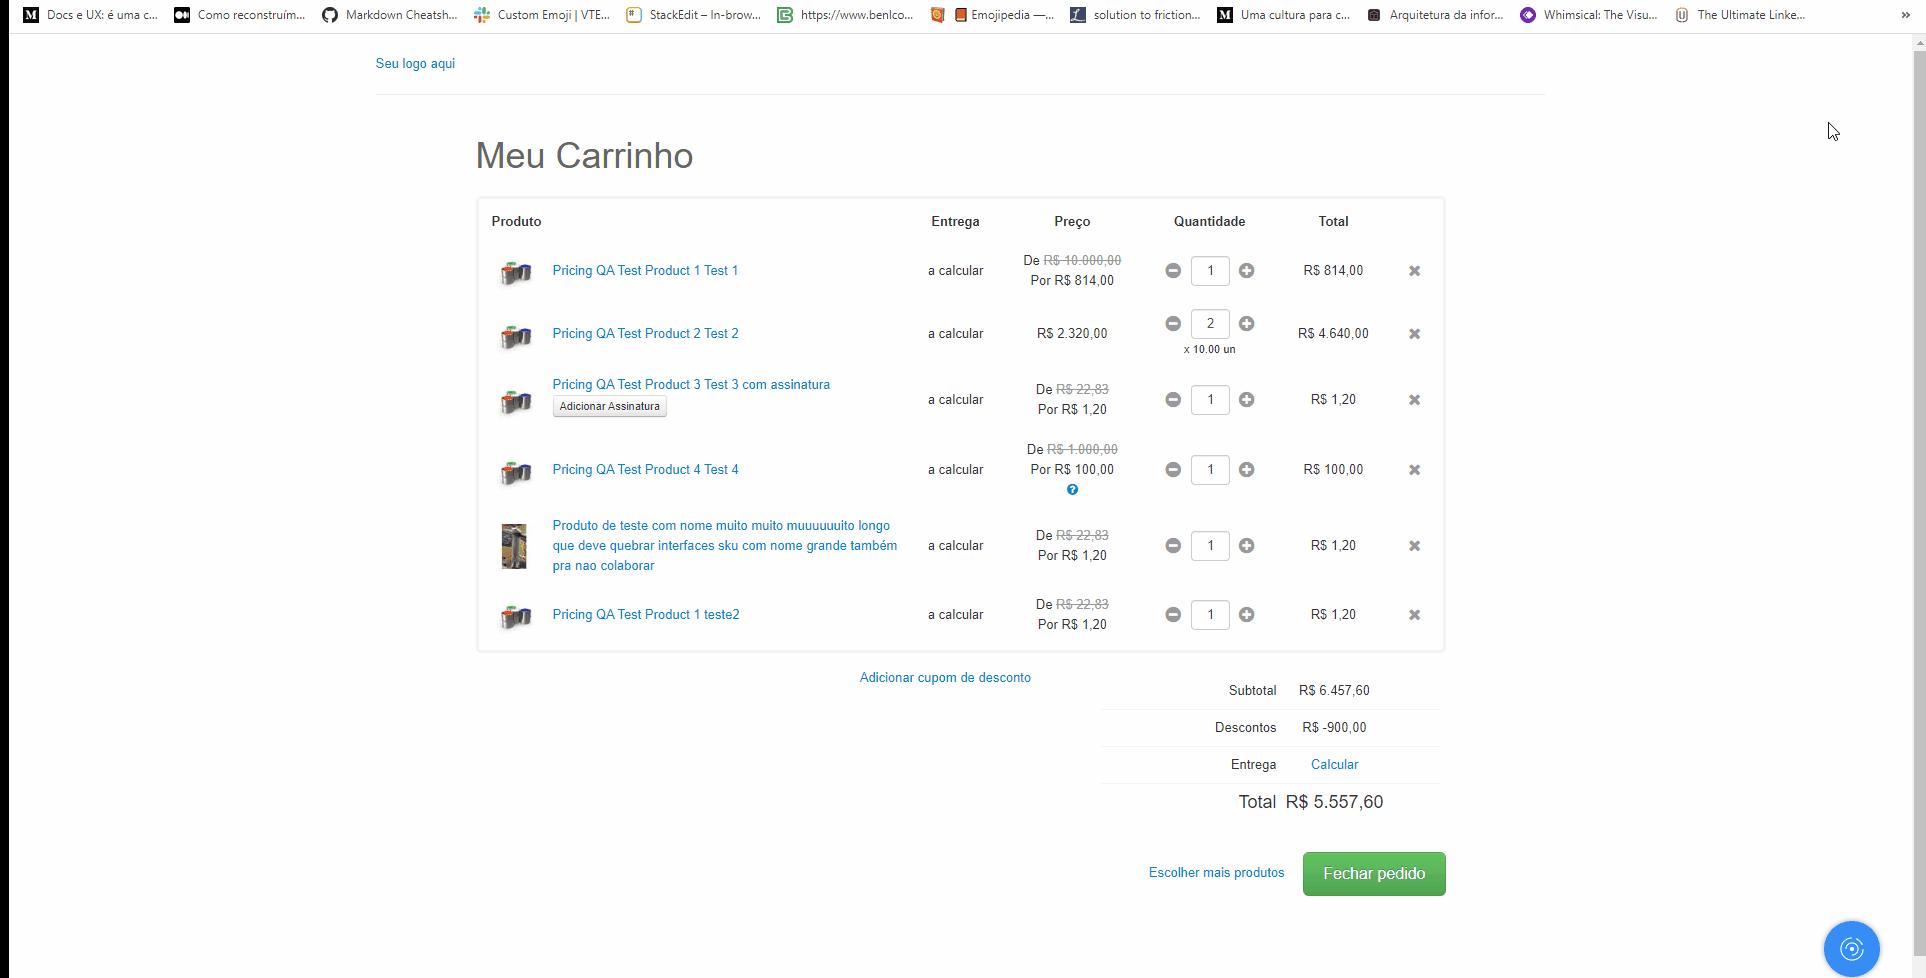 Docs e UX: é uma c...
Como reconstruím...
Markdown Cheatsh...
Custom Emoji | VTE...
StackEdit – In-brow...
https://www.benlco...
Emojipedia —...
solution to friction...
Uma cultura para c...
Arquitetura da infor...
Whimsical: The Visu...
The Ultimate Linke...
»
Seu logo aqui
Meu Carrinho
Produto Entrega Preço Quantidade Total
Pricing QA Test Product 1 Test 1 a calcular De R$ 10.000,00 Por R$ 814,00 1 R$ 814,00
Pricing QA Test Product 2 Test 2 a calcular R$ 2.320,00 2 x 10.00 un R$ 4.640,00
Pricing QA Test Product 3 Test 3 com assinatura
Adicionar Assinatura
a calcular De R$ 22,83 Por R$ 1,20 1 R$ 1,20
Pricing QA Test Product 4 Test 4 a calcular De R$ 1.000,00 Por R$ 100,00 ? 1 R$ 100,00
Produto de teste com nome muito muito muuuuuuito longo
que deve quebrar interfaces sku com nome grande também
pra nao colaborar
a calcular De R$ 22,83 Por R$ 1,20 1 R$ 1,20
Pricing QA Test Product 1 teste2 a calcular De R$ 22,83 Por R$ 1,20 1 R$ 1,20
Adicionar cupom de desconto
Subtotal R$ 6.457,60
Descontos R$ -900,00
Entrega Calcular
Total R$ 5.557,60
Escolher mais produtos
Fechar pedido